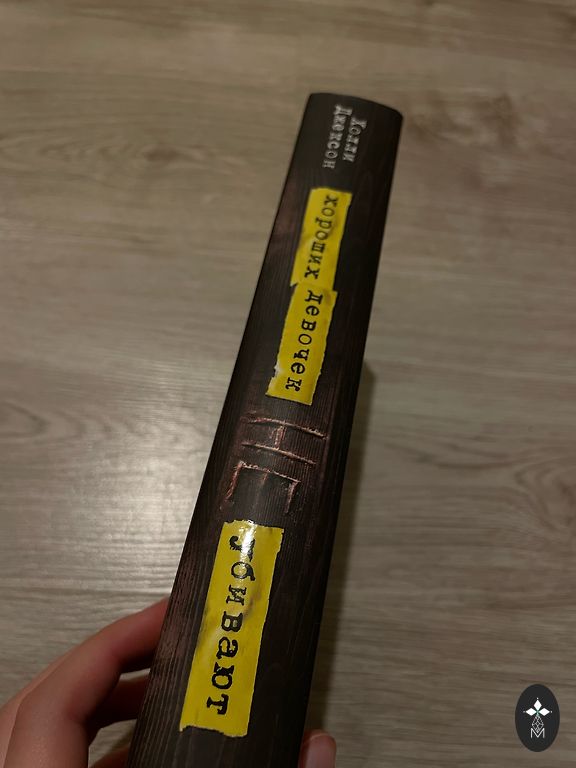 Холли
Джексон
хороших девочек
НЕ
убивают
М